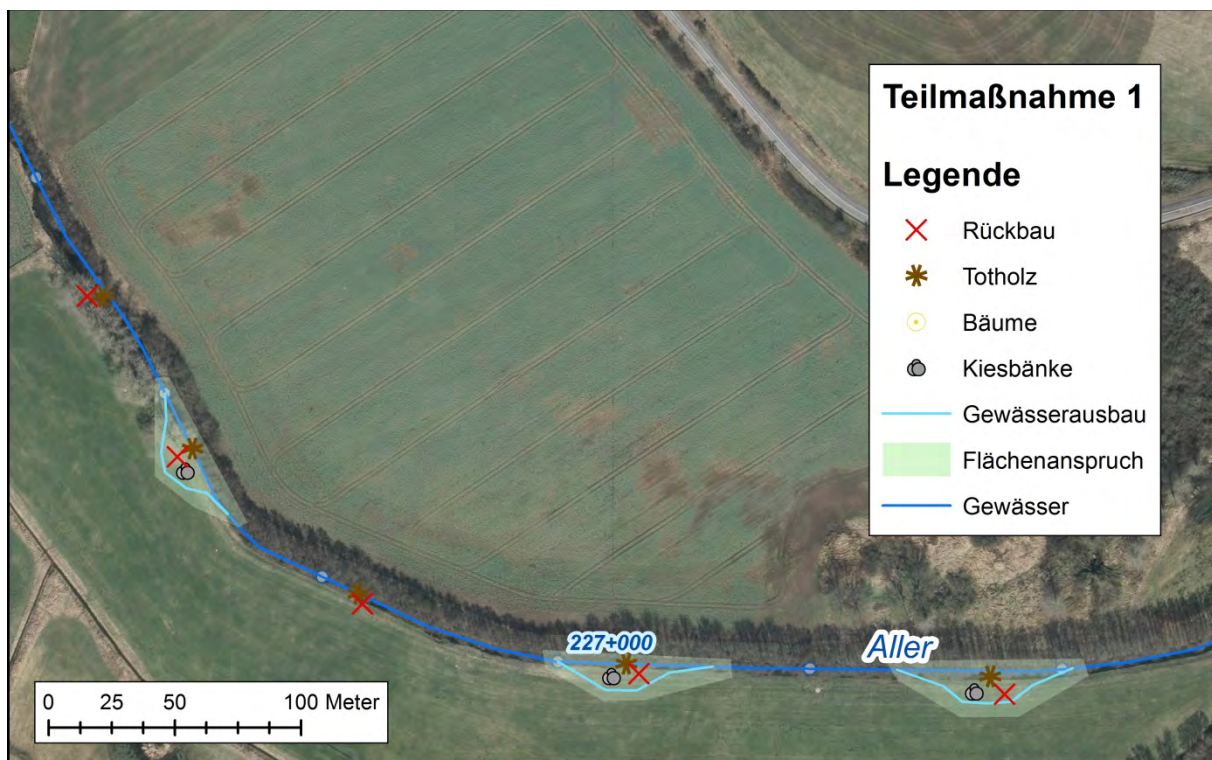 Teilmaßnahme 1
Legende
Rückbau
Totholz
Bäume
Kiesbänke
Gewässerausbau
Flächenanspruch
Gewässer
227+000
Aller
0 25 50 100 Meter